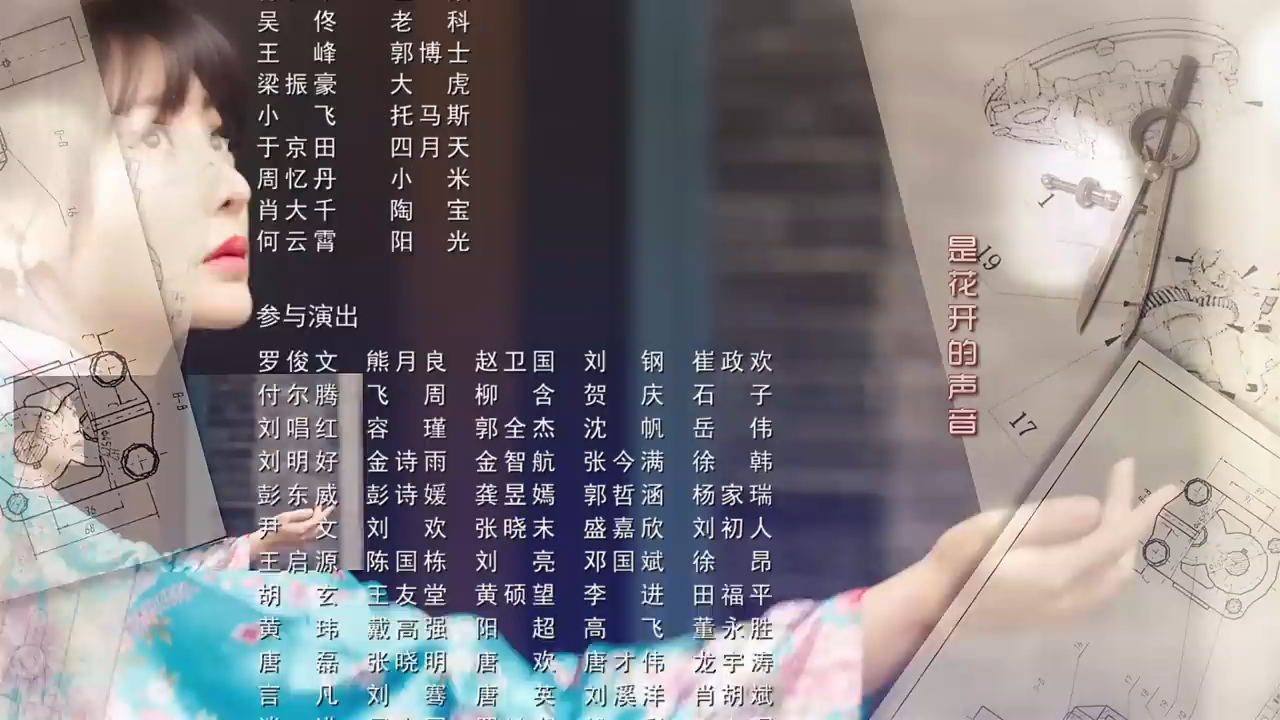 吴佟 老科
王峰 郭博士
梁振豪 大虎
小飞 托马斯
于京田 四月天
周忆丹 小米
肖大千 陶宝
何云霄 阳光
参与演出
罗俊文 熊月良 赵卫国 刘钢 崔政欢
付尔腾 飞周 柳含 贺庆 石子
刘唱红 容瑾 郭全杰 沈帆 岳伟
刘明好 金诗雨 金智航 张今满 徐韩
彭东威 彭诗媛 龚昱嫣 郭哲涵 杨家瑞
尹文 刘欢 张晓末 盛嘉欣 刘初人
王启源 陈国栋 刘亮 邓国斌 徐昂
胡玄 王友堂 黄硕望 李进 田福平
黄玮 戴高强 阳超 高飞 董永胜
唐磊 张晓明 唐欢 唐才伟 龙宇涛
言凡 刘骞 唐英 刘溪洋 肖胡斌
是花开的声音
1
19
17
36
68
B-B